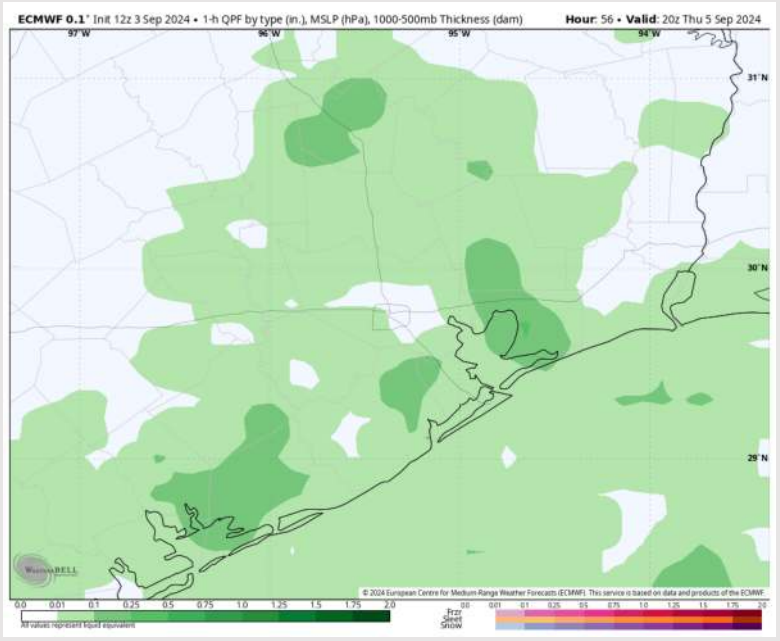 ECMWF 0.1° Init 12z 3 Sep 2024 • 1-h QPF by type (in.), MSLP (hPa), 1000-500mb Thickness (dam) Hour: 56 • Valid: 20z Thu 5 Sep 2024
97°W 96°W 95°W 94°W
31°N
30°N
29°N
WeatherBELL
© 2024 European Centre for Medium-Range Weather Forecasts (ECMWF). This service is based on data and products of the ECMWF.
0.0 0.01 0.1 0.25 0.5 0.75 1.0 1.25 1.5 1.75 2.0 0.0 0.01 0.1 0.25 0.5 0.75 1.0 1.25 1.5 1.75 2.0
All values represent liquid equivalent
Frzr
Sleet
Snow